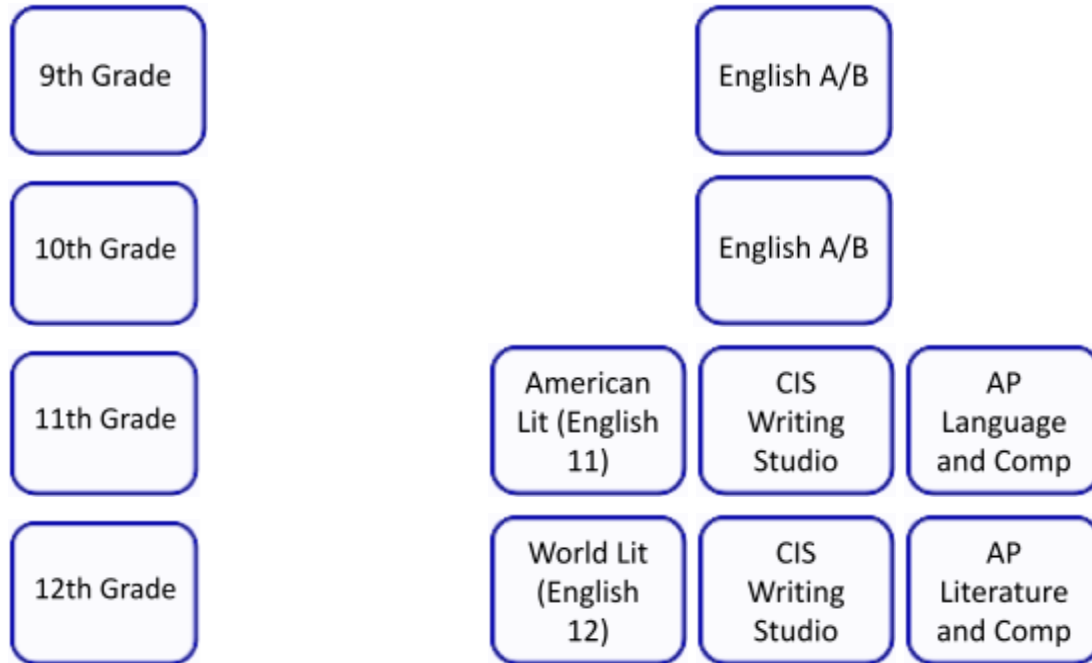 9th Grade
English A/B
10th Grade
English A/B
11th Grade
American
Lit (English
11)
CIS
Writing
Studio
AP
Language
and Comp
12th Grade
World Lit
(English
12)
CIS
Writing
Studio
AP
Literature
and Comp